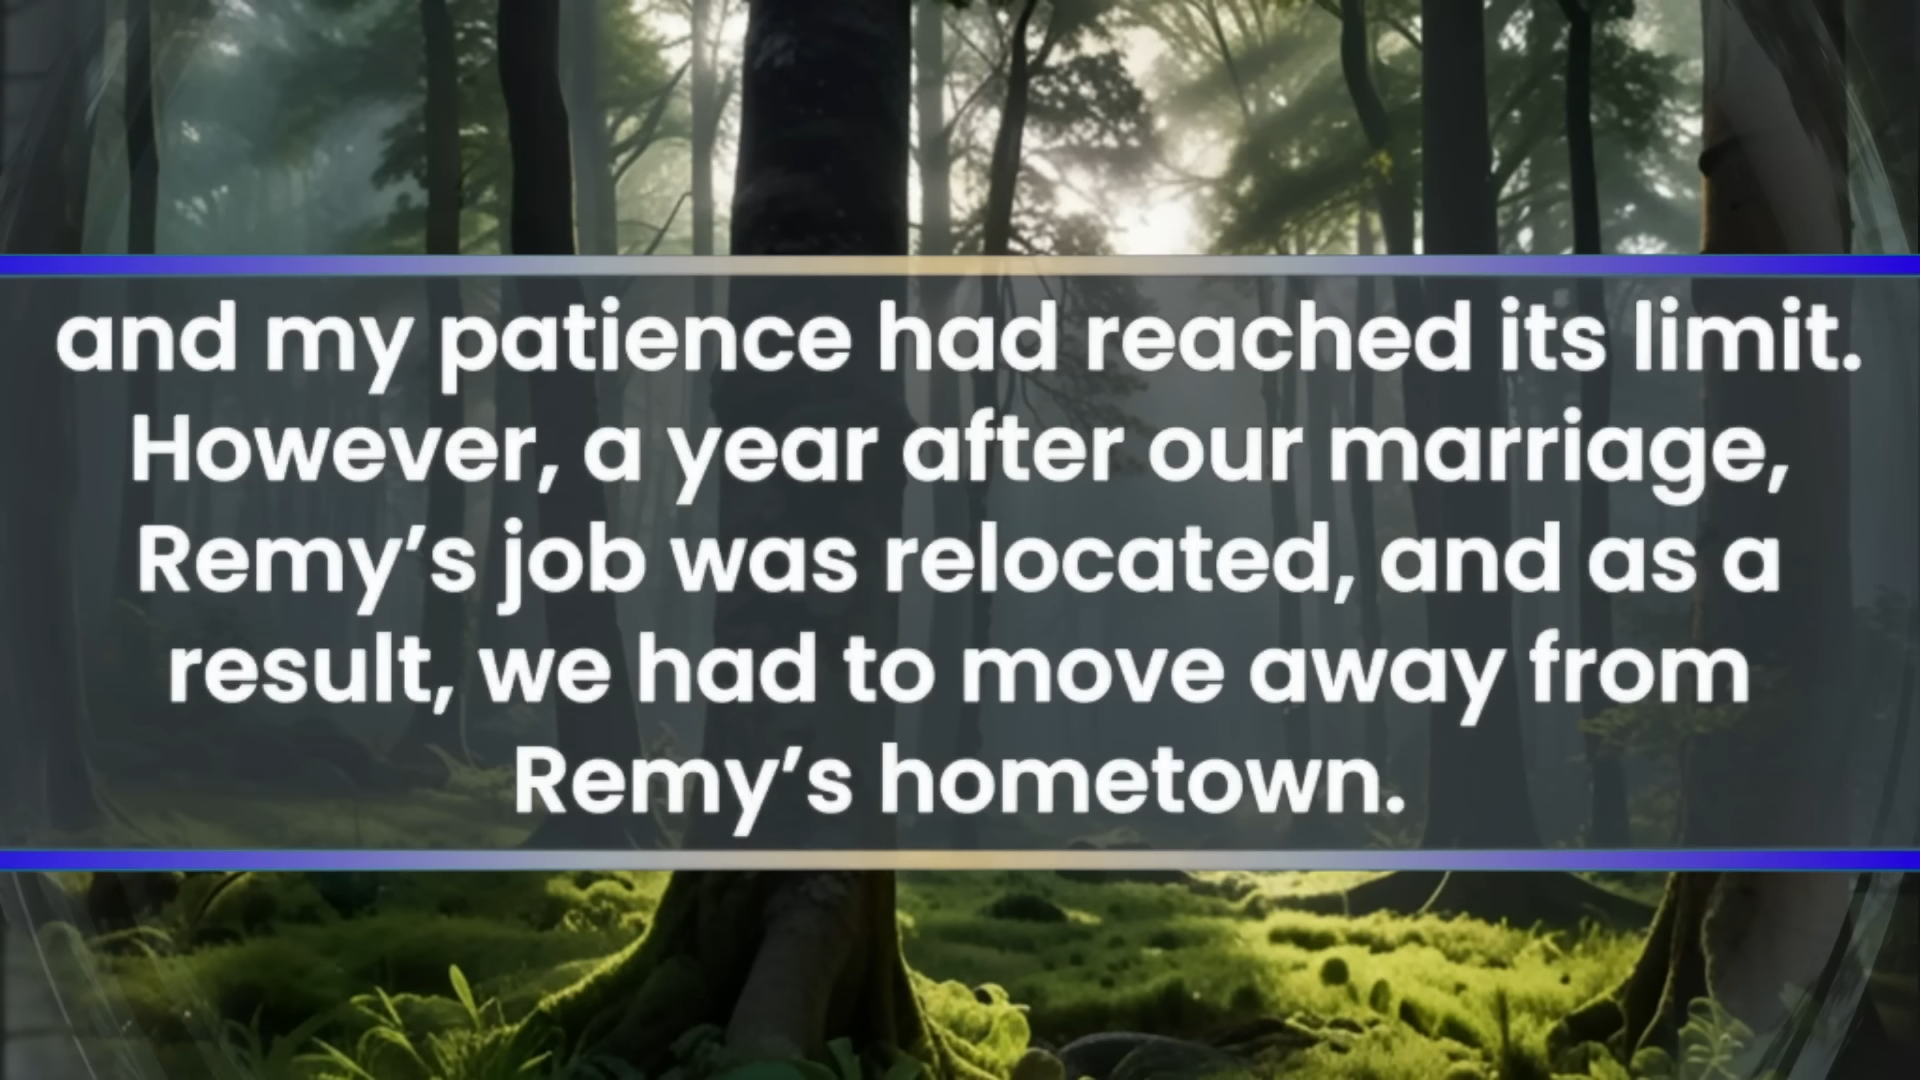 and my patience had reached its limit.
However, a year after our marriage,
Remy’s job was relocated, and as a
result, we had to move away from
Remy’s hometown.